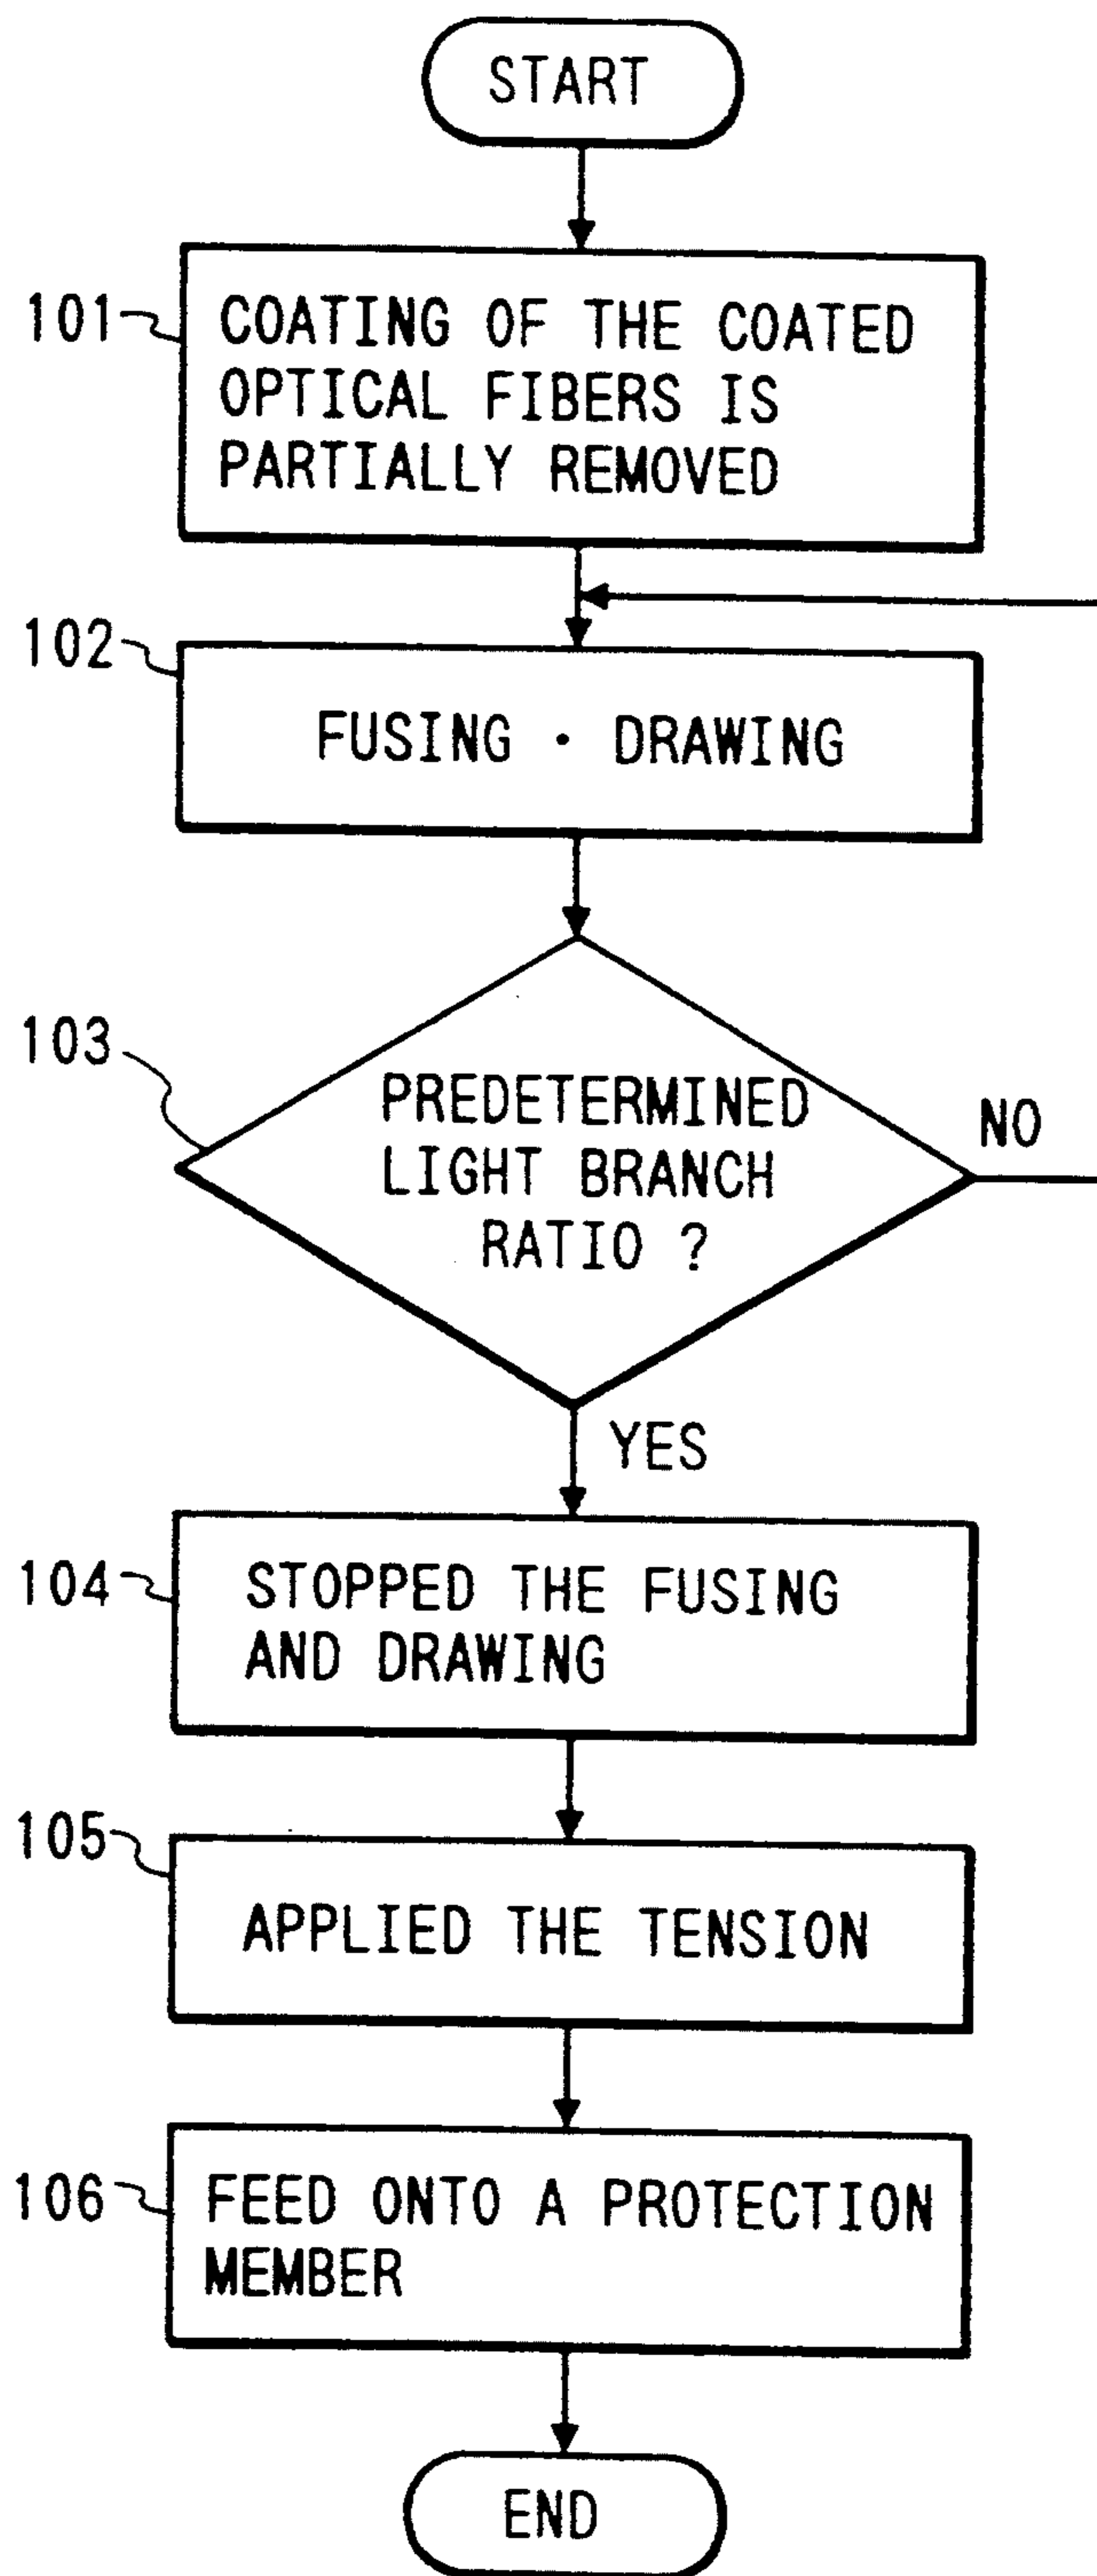 START
101
COATING OF THE COATED
OPTICAL FIBERS IS
PARTIALLY REMOVED
102
FUSING · DRAWING
103
PREDETERMINED
LIGHT BRANCH
RATIO ?
NO
YES
104
STOPPED THE FUSING
AND DRAWING
105
APPLIED THE TENSION
106
FEED ONTO A PROTECTION
MEMBER
END